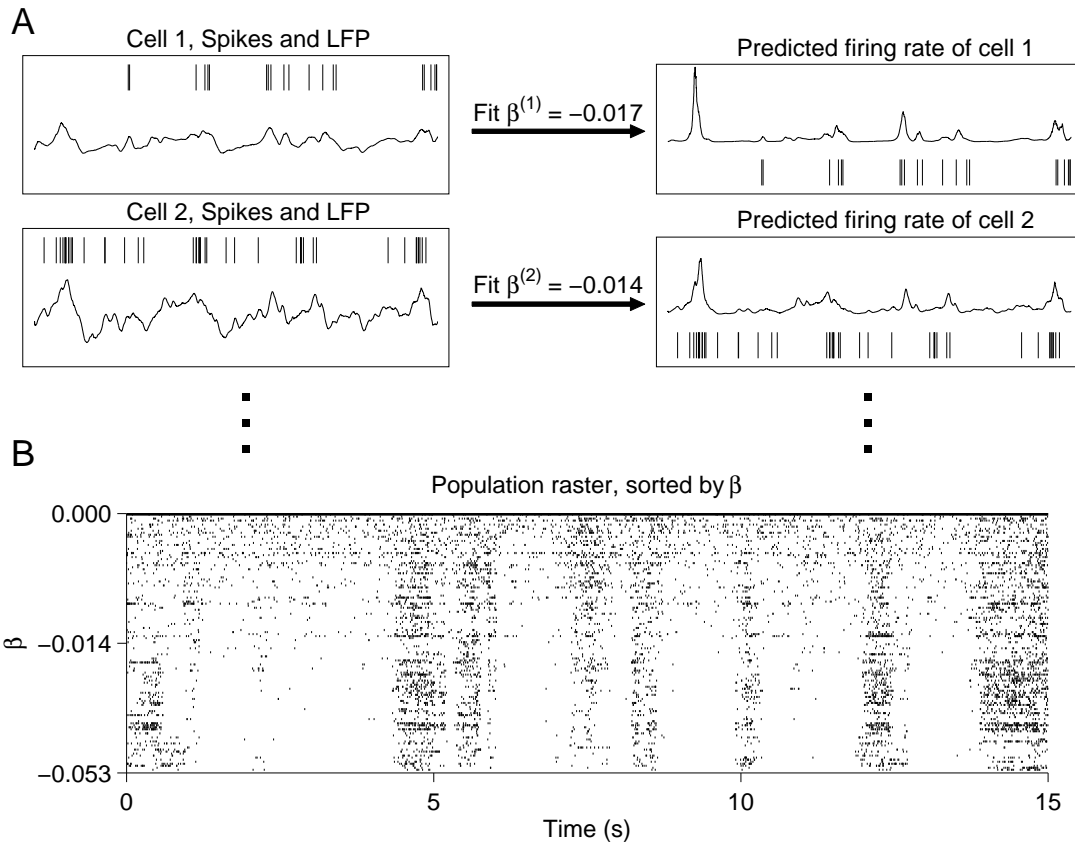 A
Cell 1, Spikes and LFP
Predicted firing rate of cell 1
Fit β(1) = −0.017
Cell 2, Spikes and LFP
Predicted firing rate of cell 2
Fit β(2) = −0.014
B
Population raster, sorted by β
0.000
−0.014
−0.053
β
0
5
10
15
Time (s)